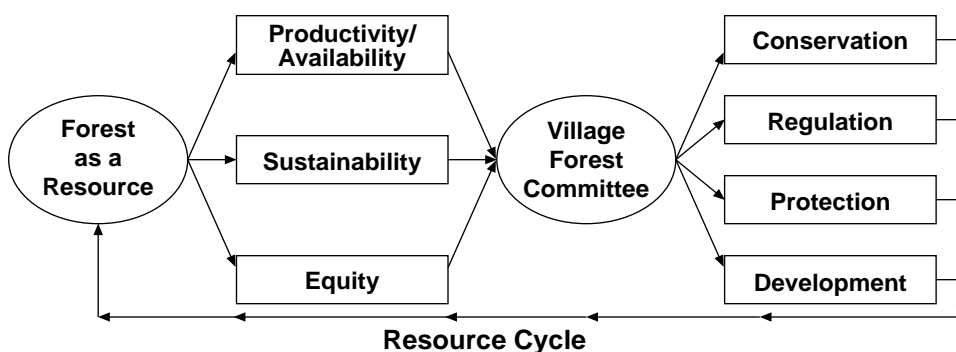 Forest
as a
Resource
Productivity/
Availability
Sustainability
Equity
Village
Forest
Committee
Conservation
Regulation
Protection
Development
Resource Cycle